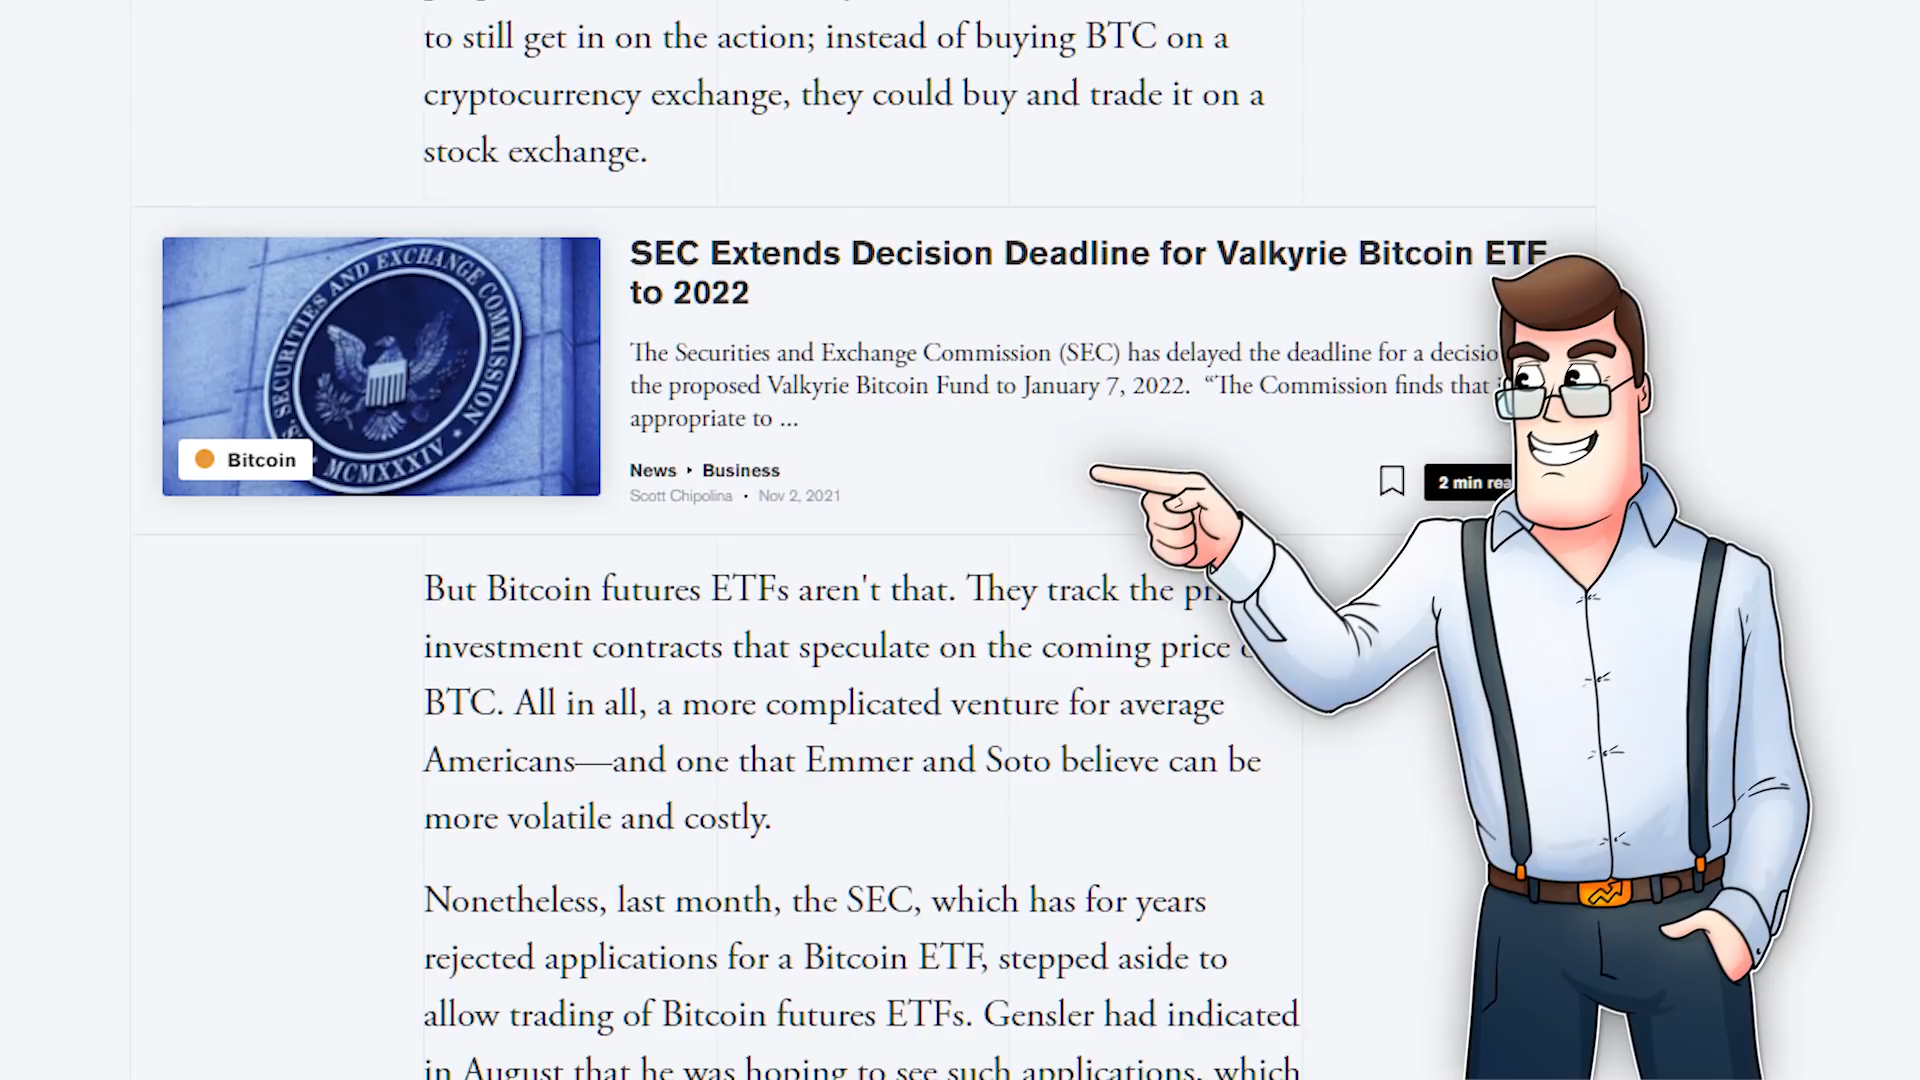 to still get in on the action; instead of buying BTC on a
cryptocurrency exchange, they could buy and trade it on a
stock exchange.
SECURITIES AND EXCHANGE COMMISSION
MCMXXXIV
Bitcoin
SEC Extends Decision Deadline for Valkyrie Bitcoin ETF
to 2022
The Securities and Exchange Commission (SEC) has delayed the deadline for a
the proposed Valkyrie Bitcoin Fund to January 7, 2022. “The Commission finds that
appropriate to ...
News ‣ Business
Scott Chipolina • Nov 2, 2021
2 min
But Bitcoin futures ETFs aren't that. They track the
investment contracts that speculate on the coming price
BTC. All in all, a more complicated venture for average
Americans—and one that Emmer and Soto believe can be
more volatile and costly.
Nonetheless, last month, the SEC, which has for years
rejected applications for a Bitcoin ETF, stepped aside to
allow trading of Bitcoin futures ETFs. Gensler had indicated
in August that he was hoping to see such applications, which